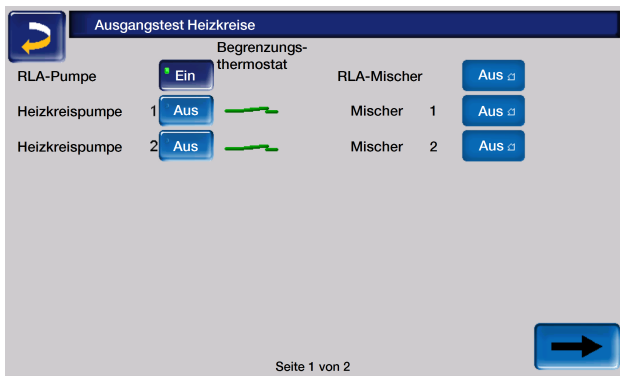 Ausgangstest Heizkreise
Begrenzungs-
thermostat
RLA-Pumpe Ein RLA-Mischer Aus
Heizkreispumpe 1 Aus Mischer 1 Aus
Heizkreispumpe 2 Aus Mischer 2 Aus
Seite 1 von 2